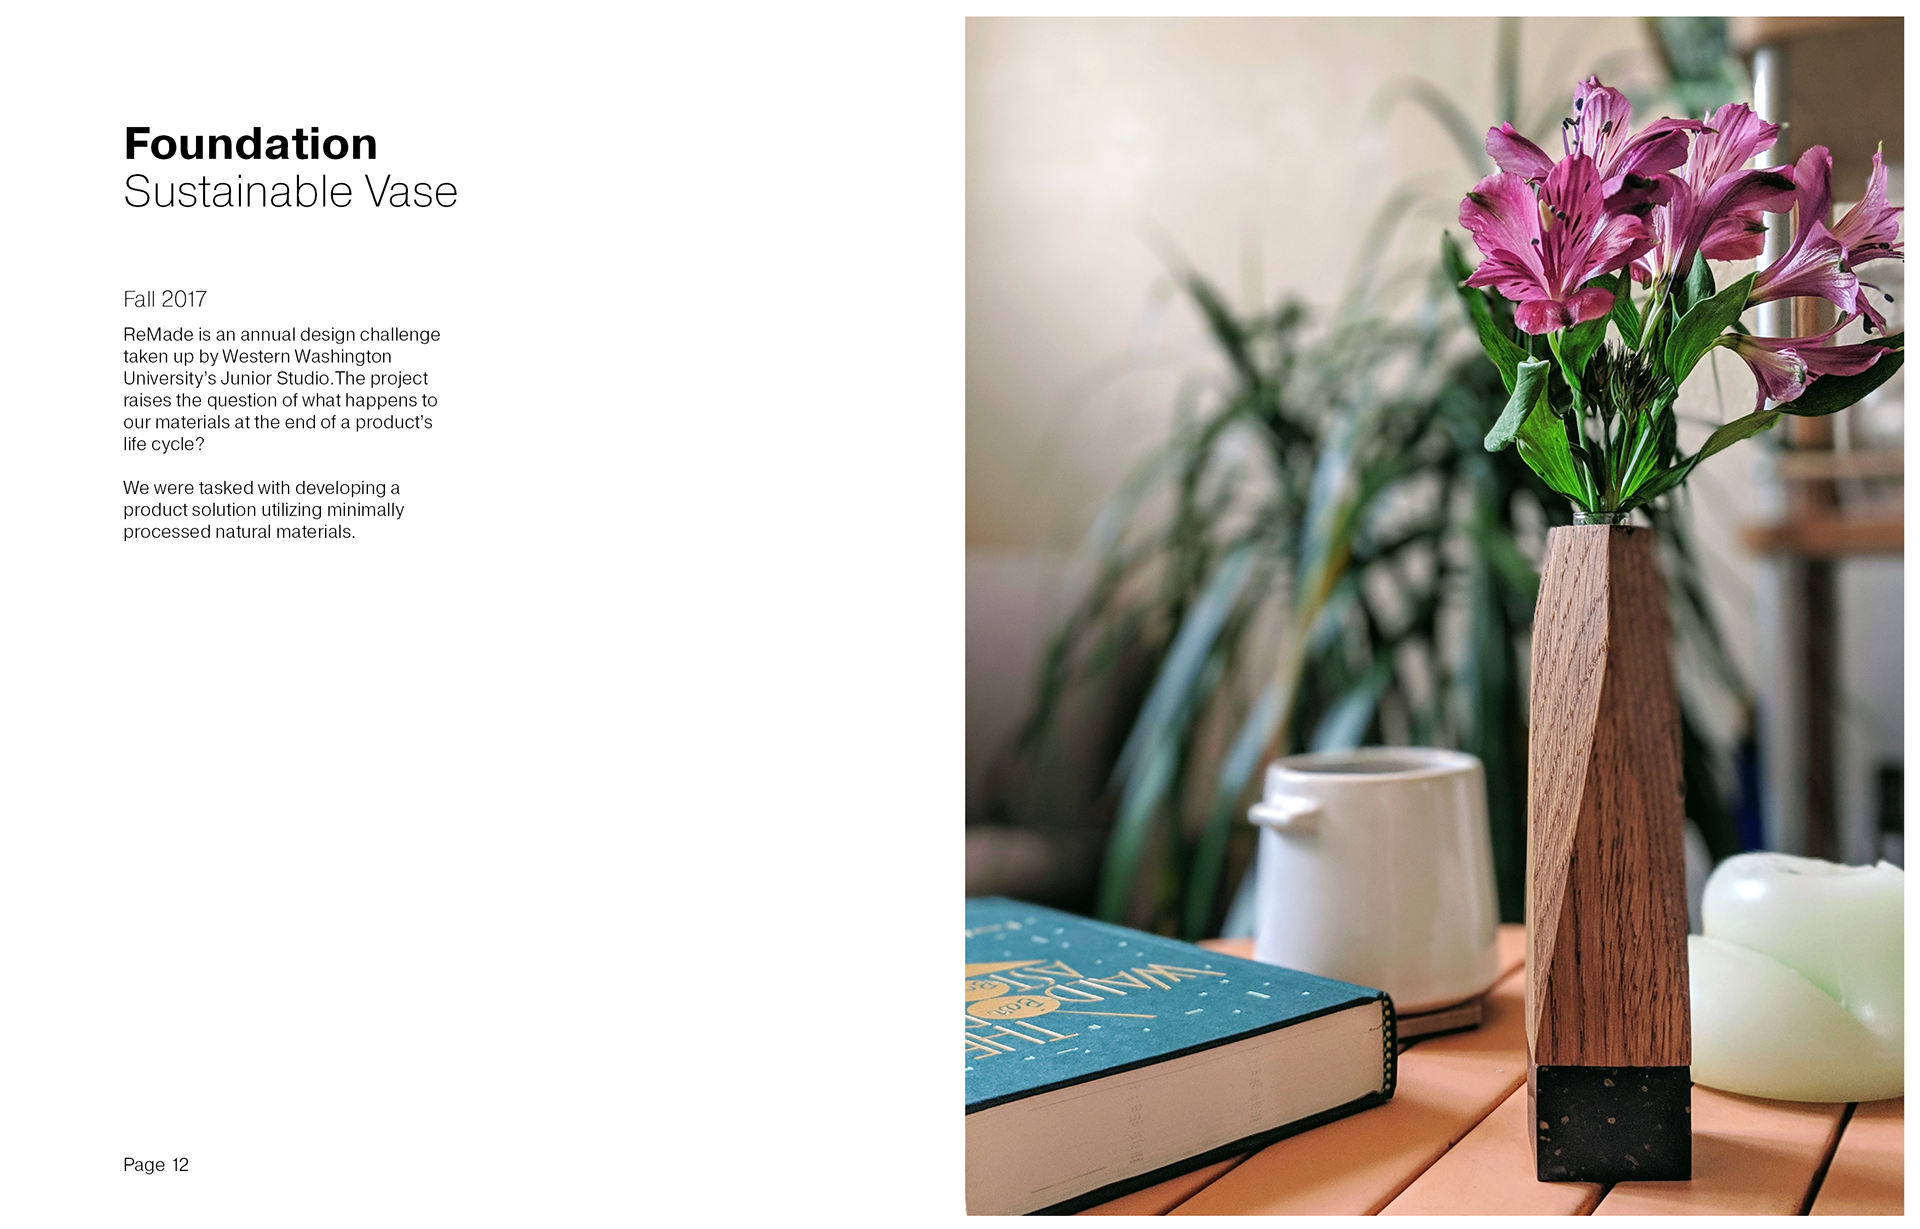 Foundation
Sustainable Vase
Fall 2017
ReMade is an annual design challenge
taken up by Western Washington
University’s Junior Studio.The project
raises the question of what happens to
our materials at the end of a product’s
life cycle?
We were tasked with developing a
product solution utilizing minimally
processed natural materials.
Page 12
THE